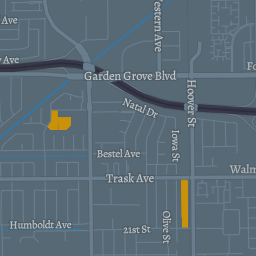 Western Ave
Ave
Garden Grove Blvd
Hoover St
Natal Dr
Iowa St
Bestel Ave
Trask Ave
Humboldt Ave
21st St
Olive St